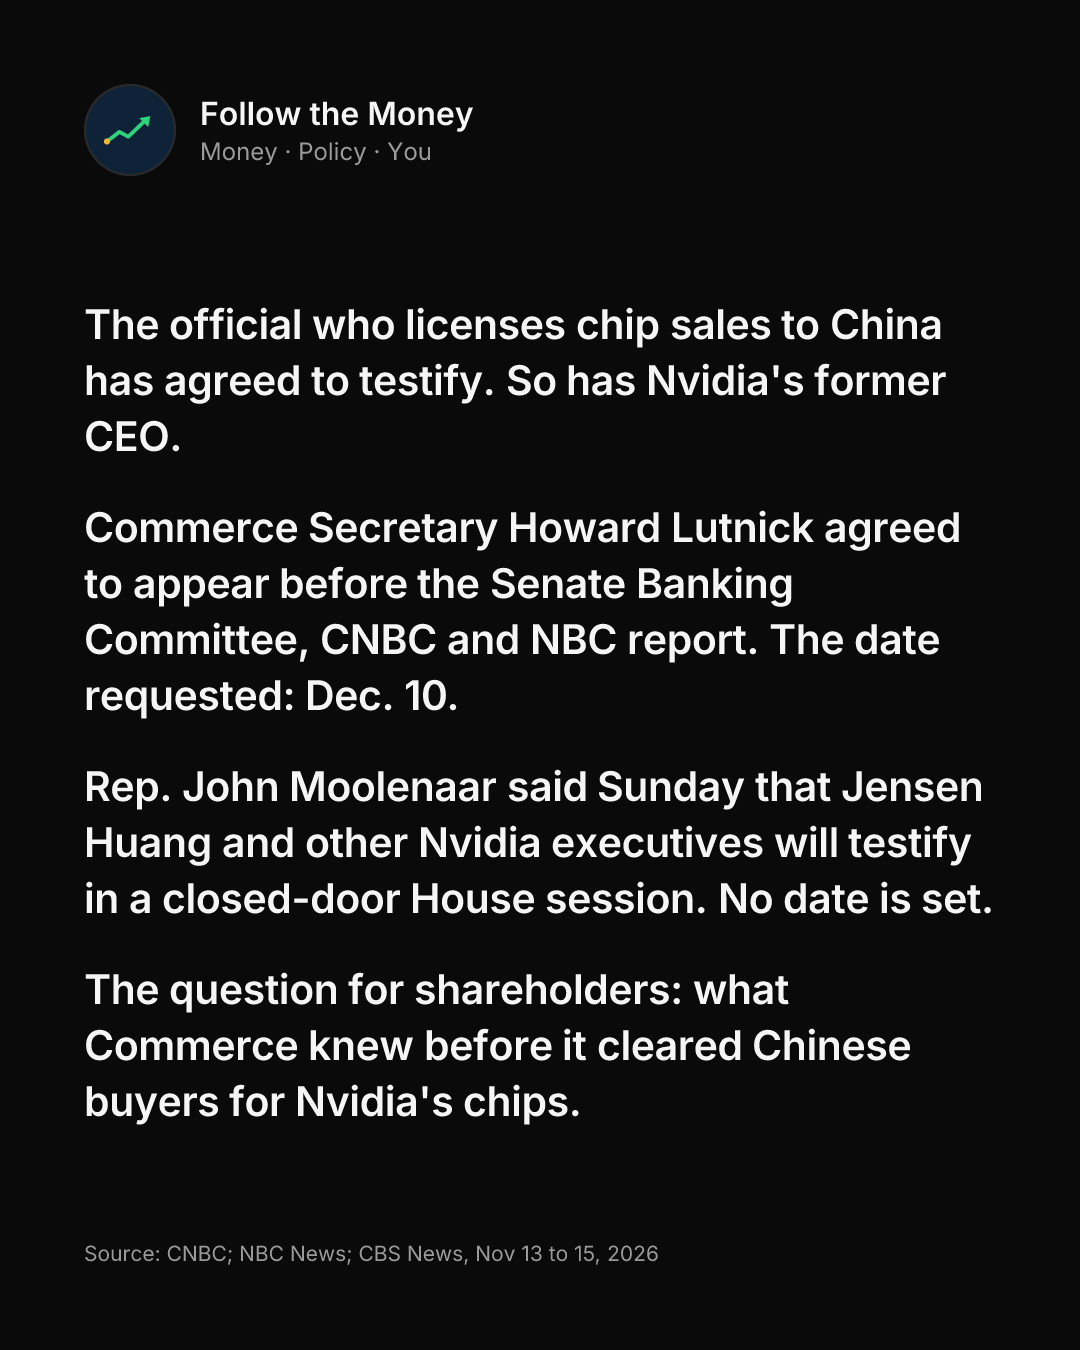 Follow the Money
Money · Policy · You
The official who licenses chip sales to China
has agreed to testify. So has Nvidia's former
CEO.
Commerce Secretary Howard Lutnick agreed
to appear before the Senate Banking
Committee, CNBC and NBC report. The date
requested: Dec. 10.
Rep. John Moolenaar said Sunday that Jensen
Huang and other Nvidia executives will testify
in a closed-door House session. No date is set.
The question for shareholders: what
Commerce knew before it cleared Chinese
buyers for Nvidia's chips.
Source: CNBC; NBC News; CBS News, Nov 13 to 15, 2026